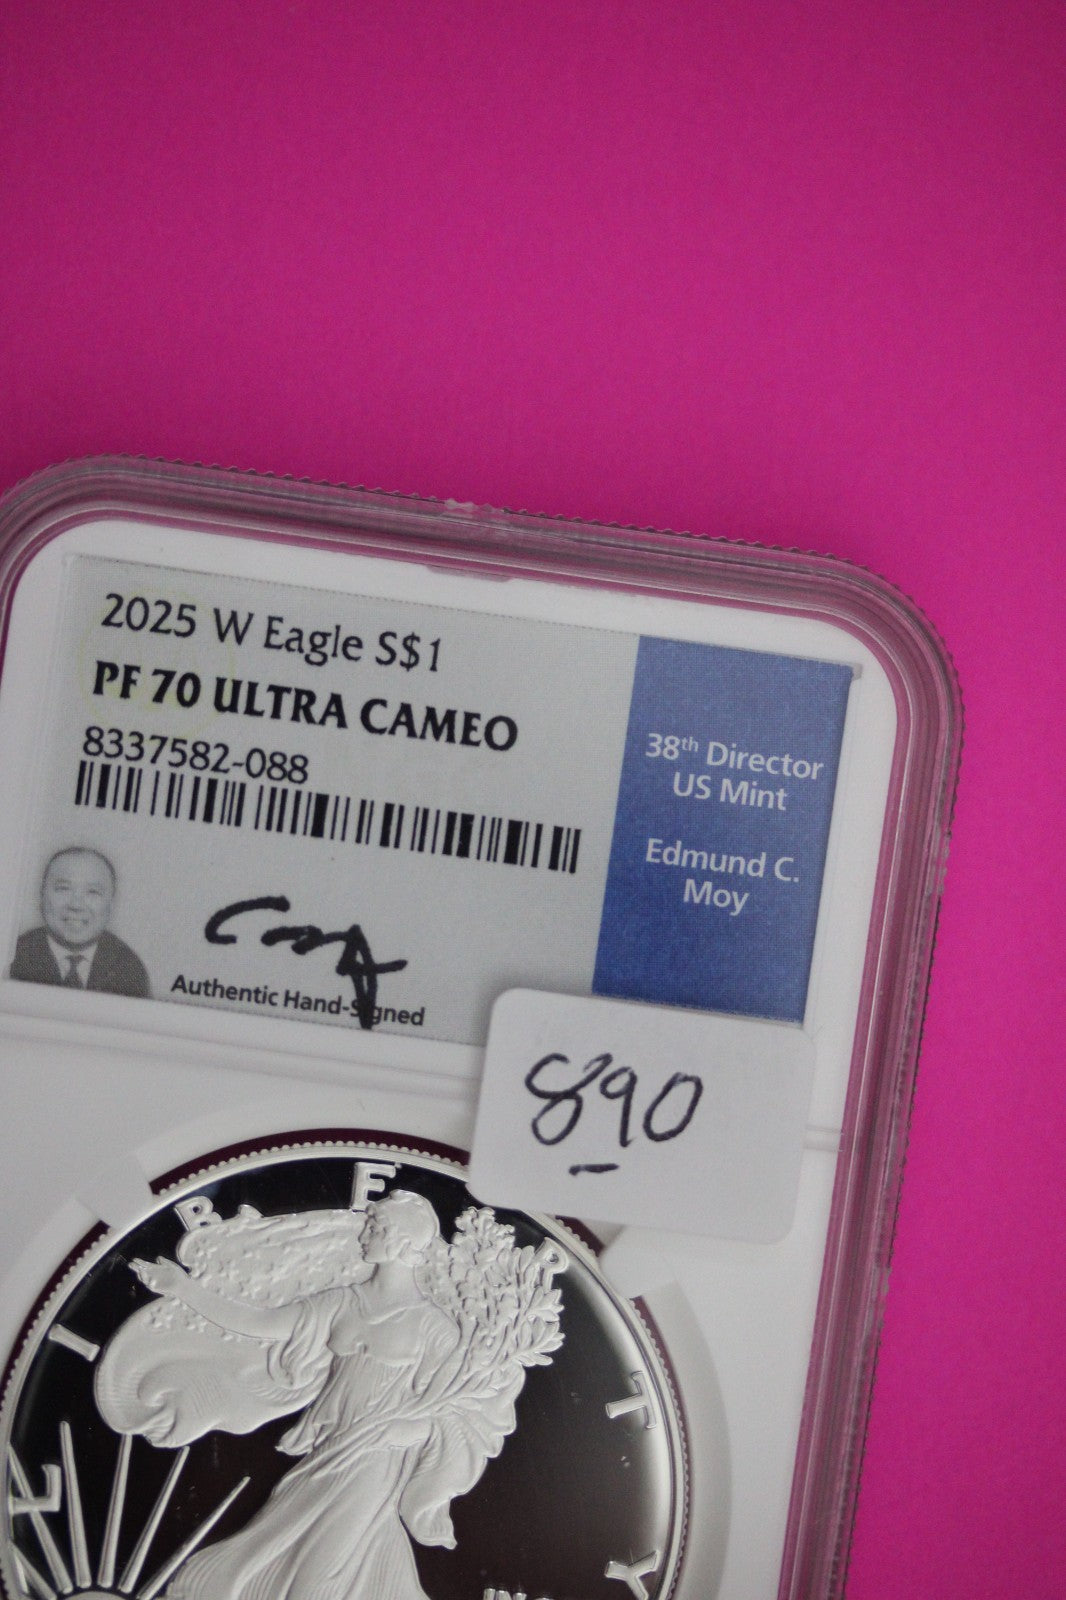 2025 W Eagle S$1
PF 70 ULTRA CAMEO
8337582-088
38th Director
US Mint
Edmund C.
Moy
Authentic Hand-Signed
890
LIBERTY